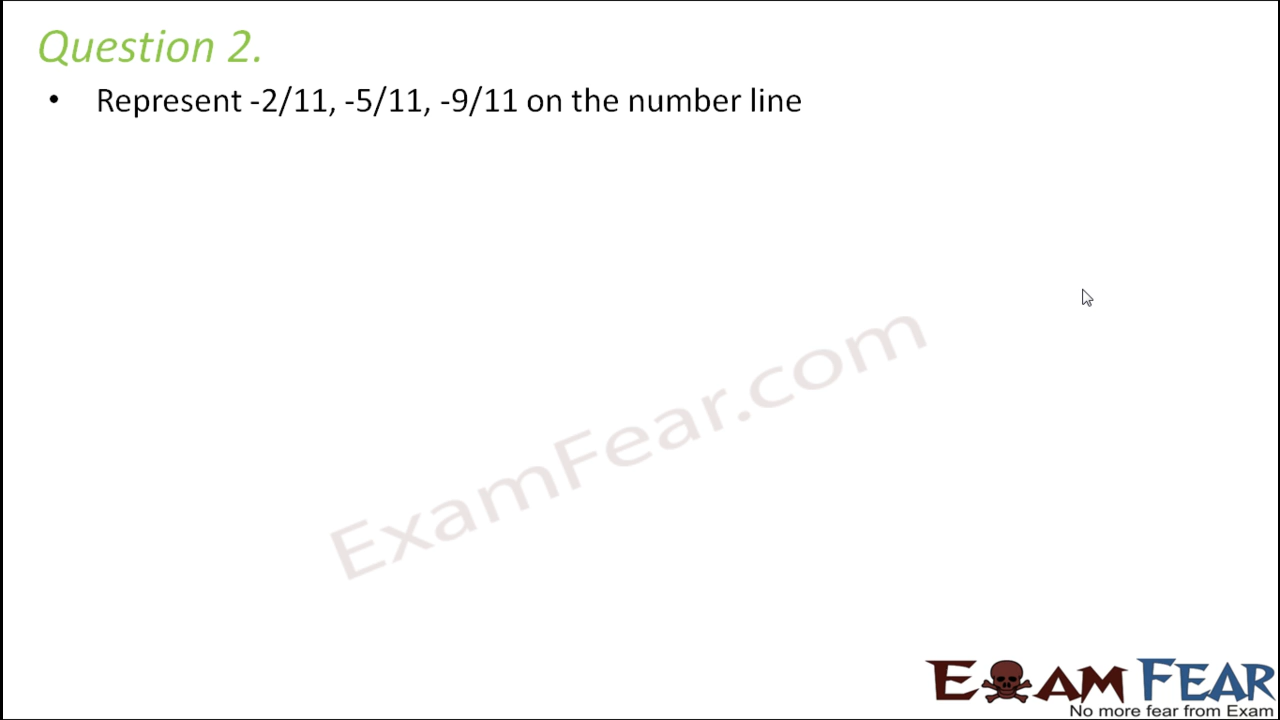 Question 2.
• Represent -2/11, -5/11, -9/11 on the number line
ExamFear.com
EXAM FEAR
No more fear from Exam